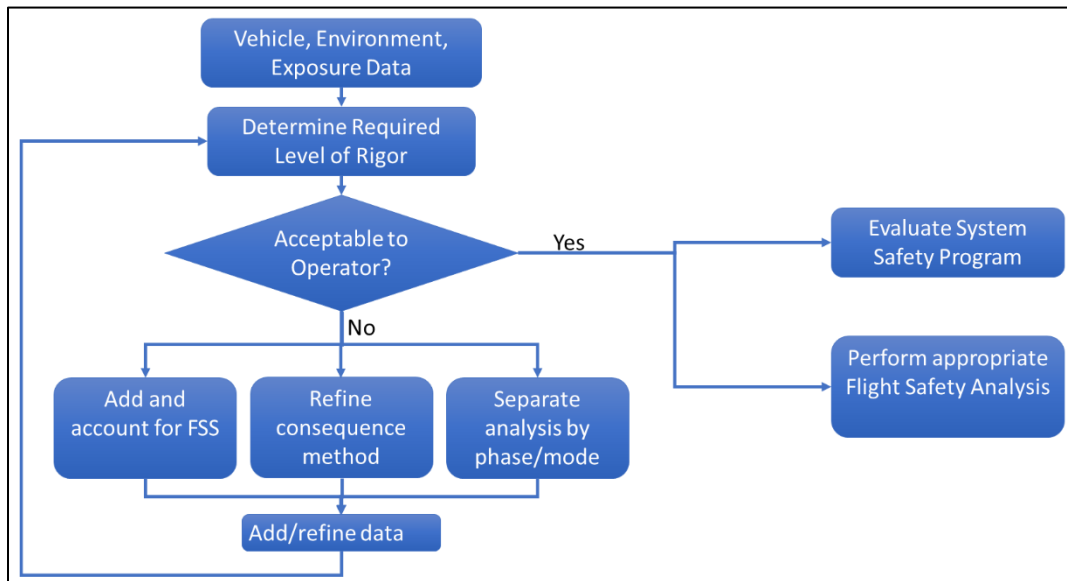 Vehicle, Environment,
Exposure Data
Determine Required
Level of Rigor
Acceptable to
Operator?
Yes
Evaluate System
Safety Program
Perform appropriate
Flight Safety Analysis
No
Add and
account for FSS
Refine
consequence
method
Separate
analysis by
phase/mode
Add/refine data